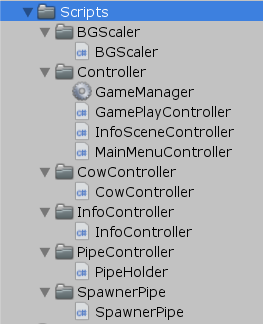 Scripts
BGScaler
BGScaler
Controller
GameManager
GamePlayController
InfoSceneController
MainMenuController
CowController
CowController
InfoController
InfoController
PipeController
PipeHolder
SpawnerPipe
SpawnerPipe